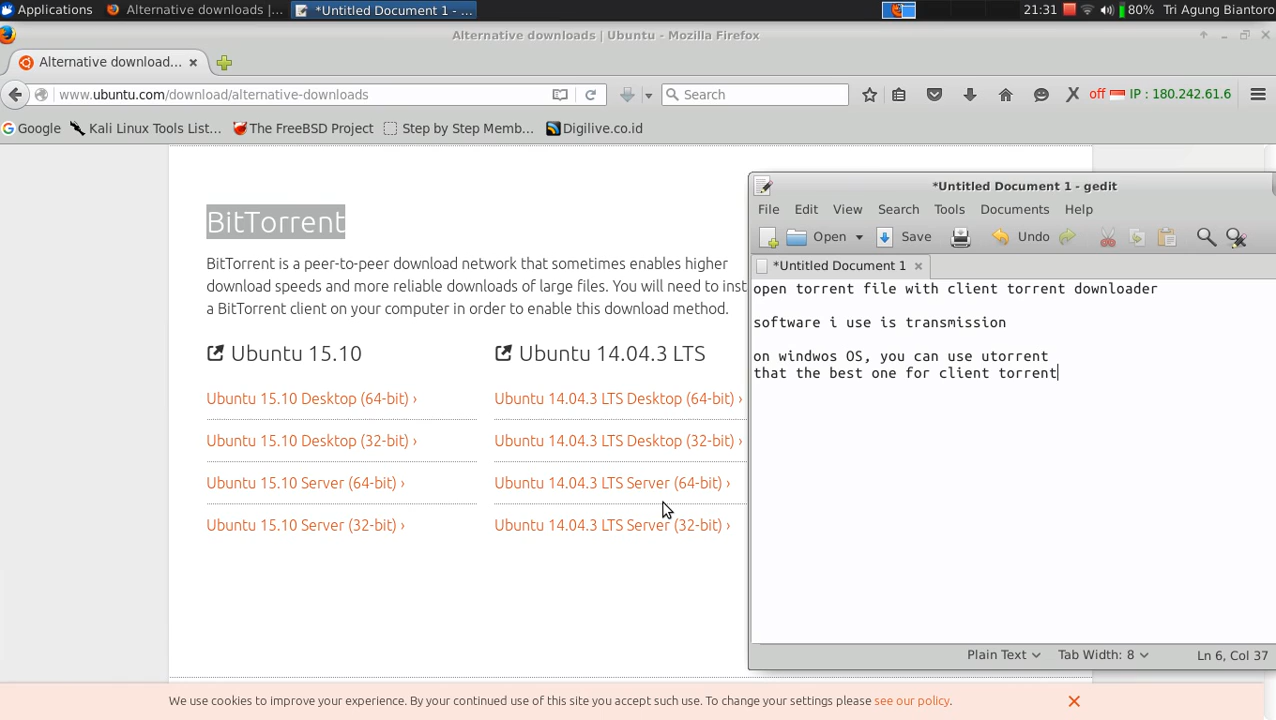 Applications
Alternative downloads |...
*Untitled Document 1 - ...
21:31
80%
Tri Agung Biantoro
Alternative downloads | Ubuntu - Mozilla Firefox
Alternative download...
www.ubuntu.com/download/alternative-downloads
Search
off
IP : 180.242.61.6
Google
Kali Linux Tools List...
The FreeBSD Project
Step by Step Memb...
Digilive.co.id
BitTorrent
BitTorrent is a peer-to-peer download network that sometimes enables higher
download speeds and more reliable downloads of large files. You will need to inst
a BitTorrent client on your computer in order to enable this download method.
Ubuntu 15.10
Ubuntu 15.10 Desktop (64-bit) ›
Ubuntu 15.10 Desktop (32-bit) ›
Ubuntu 15.10 Server (64-bit) ›
Ubuntu 15.10 Server (32-bit) ›
Ubuntu 14.04.3 LTS
Ubuntu 14.04.3 LTS Desktop (64-bit) ›
Ubuntu 14.04.3 LTS Desktop (32-bit) ›
Ubuntu 14.04.3 LTS Server (64-bit) ›
Ubuntu 14.04.3 LTS Server (32-bit) ›
*Untitled Document 1 - gedit
File Edit View Search Tools Documents Help
Open Save Undo
*Untitled Document 1
open torrent file with client torrent downloader
software i use is transmission
on windwos OS, you can use utorrent
that the best one for client torrent
Plain Text
Tab Width: 8
Ln 6, Col 37
We use cookies to improve your experience. By your continued use of this site you accept such use. To change your settings please see our policy.